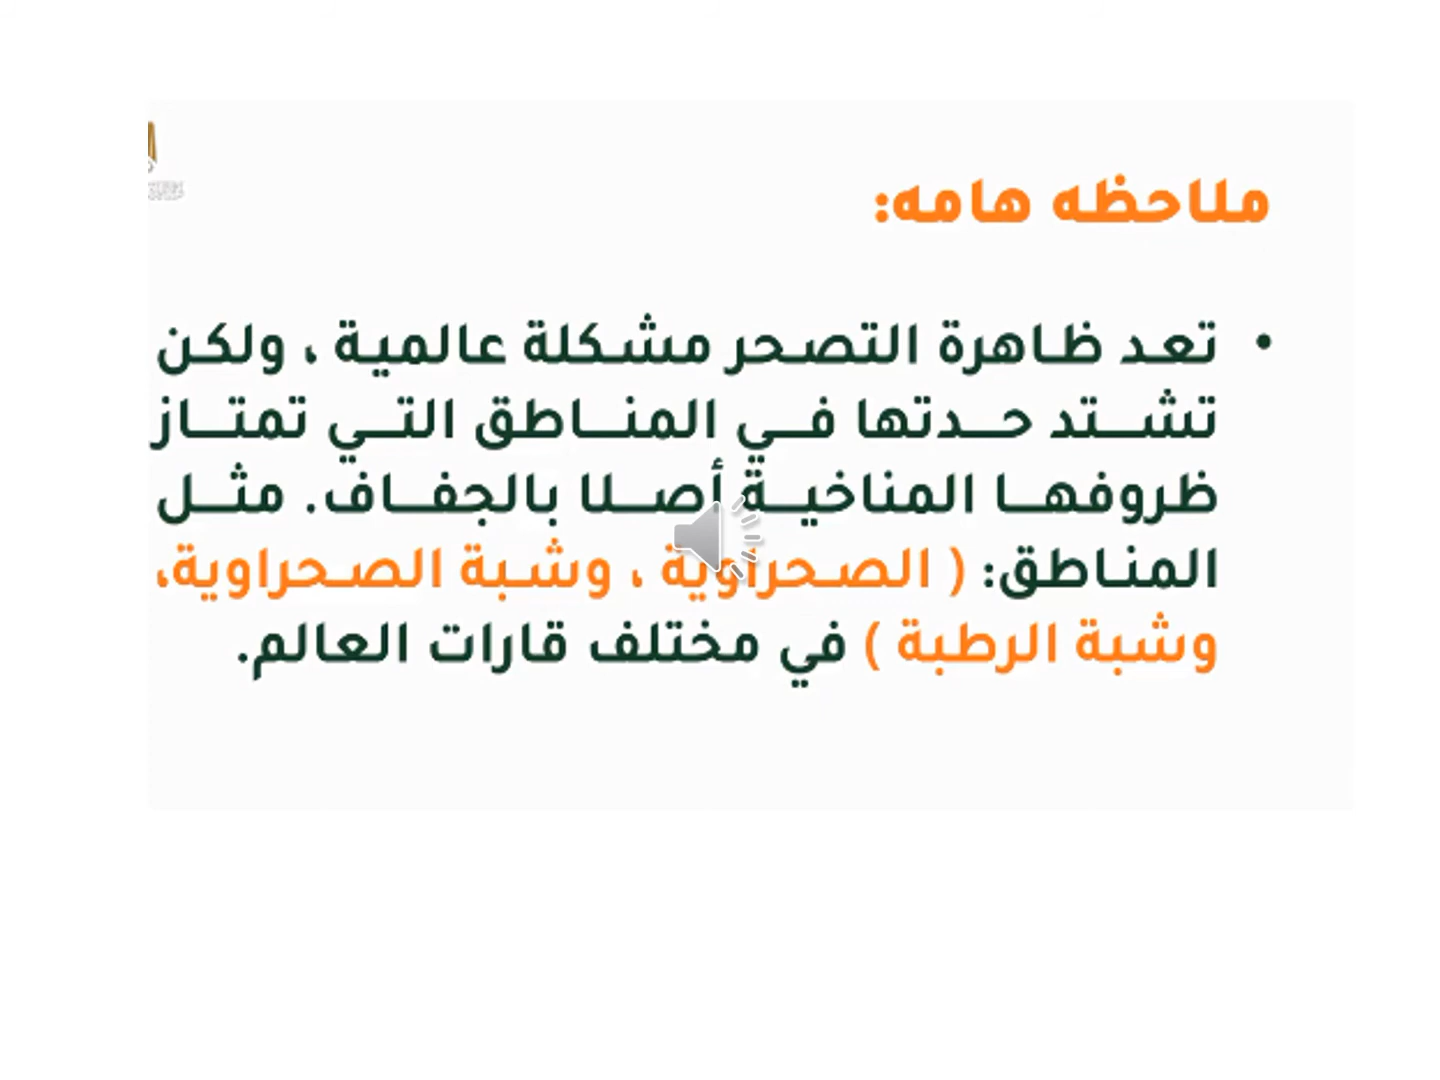 ملاحظه هامه:
• تعد ظاهرة التصحر مشكلة عالمية ، ولكن
تشتد حدتها في المناطق التي تمتاز
ظروفها المناخية أصلا بالجفاف. مثل
المناطق: ( الصحراوية ، وشبة الصحراوية،
وشبة الرطبة ) في مختلف قارات العالم.